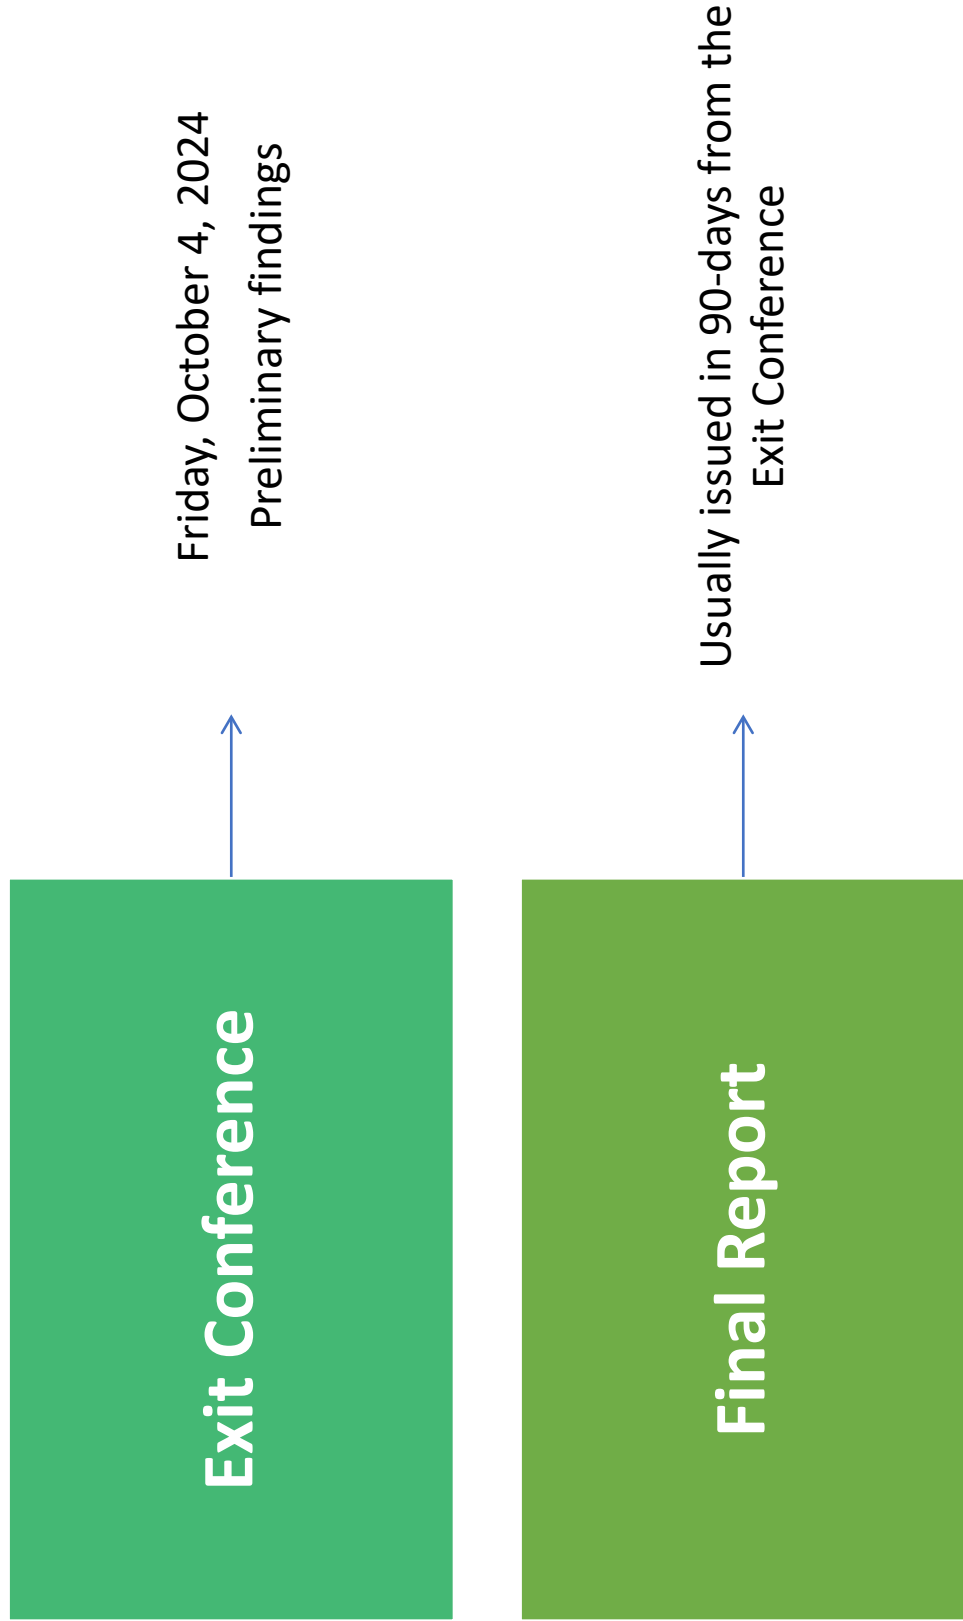 Exit Conference
Friday, October 4, 2024
Preliminary findings
Final Report
Usually issued in 90-days from the
Exit Conference